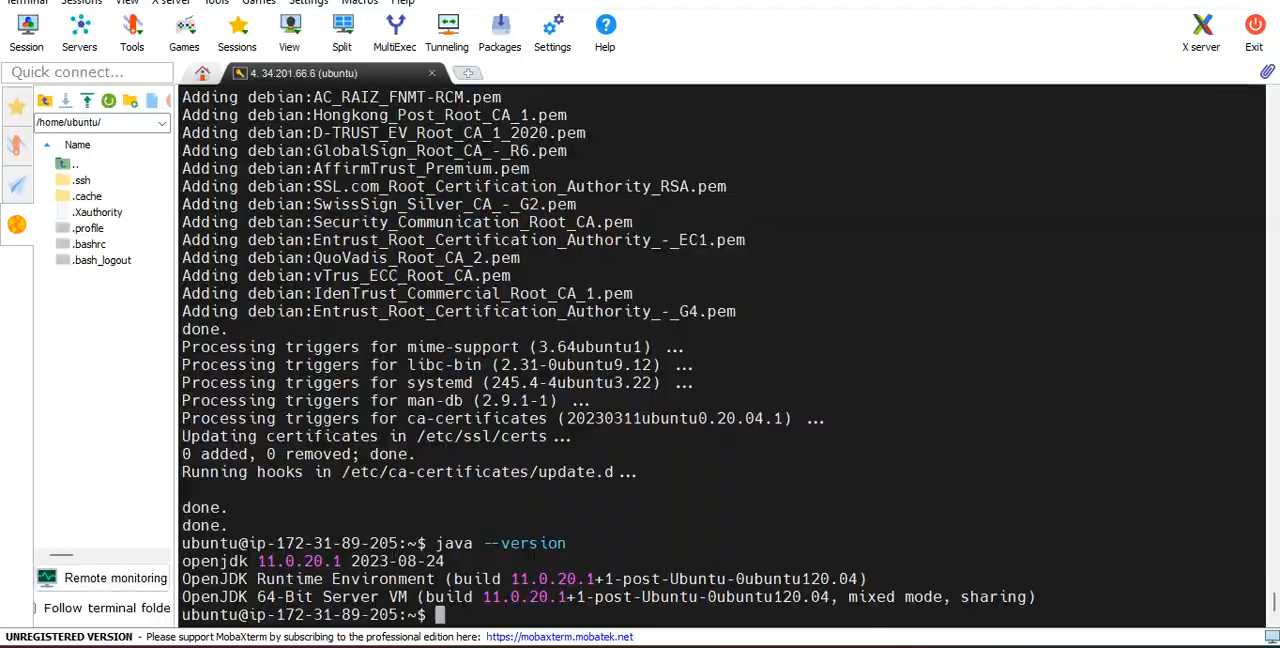 Terminal Sessions View X server Tools Games Settings Macros Help
Session Servers Tools Games Sessions View Split MultiExec Tunneling Packages Settings Help X server Exit
Quick connect...
4. 34.201.66.6 (ubuntu)
/home/ubuntu/
Name
..
.ssh
.cache
.Xauthority
.profile
.bashrc
.bash_logout
Remote monitoring
Follow terminal folde
Adding debian:AC_RAIZ_FNMT-RCM.pem
Adding debian:Hongkong_Post_Root_CA_1.pem
Adding debian:D-TRUST_EV_Root_CA_1_2020.pem
Adding debian:GlobalSign_Root_CA_-_R6.pem
Adding debian:AffirmTrust_Premium.pem
Adding debian:SSL.com_Root_Certification_Authority_RSA.pem
Adding debian:SwissSign_Silver_CA_-_G2.pem
Adding debian:Security_Communication_Root_CA.pem
Adding debian:Entrust_Root_Certification_Authority_-_EC1.pem
Adding debian:QuoVadis_Root_CA_2.pem
Adding debian:vTrus_ECC_Root_CA.pem
Adding debian:IdenTrust_Commercial_Root_CA_1.pem
Adding debian:Entrust_Root_Certification_Authority_-_G4.pem
done.
Processing triggers for mime-support (3.64ubuntu1) ...
Processing triggers for libc-bin (2.31-0ubuntu9.12) ...
Processing triggers for systemd (245.4-4ubuntu3.22) ...
Processing triggers for man-db (2.9.1-1) ...
Processing triggers for ca-certificates (20230311ubuntu0.20.04.1) ...
Updating certificates in /etc/ssl/certs...
0 added, 0 removed; done.
Running hooks in /etc/ca-certificates/update.d...
done.
done.
ubuntu@ip-172-31-89-205:~$ java --version
openjdk 11.0.20.1 2023-08-24
OpenJDK Runtime Environment (build 11.0.20.1+1-post-Ubuntu-0ubuntu120.04)
OpenJDK 64-Bit Server VM (build 11.0.20.1+1-post-Ubuntu-0ubuntu120.04, mixed mode, sharing)
ubuntu@ip-172-31-89-205:~$
UNREGISTERED VERSION - Please support MobaXterm by subscribing to the professional edition here: https://mobaxterm.mobatek.net